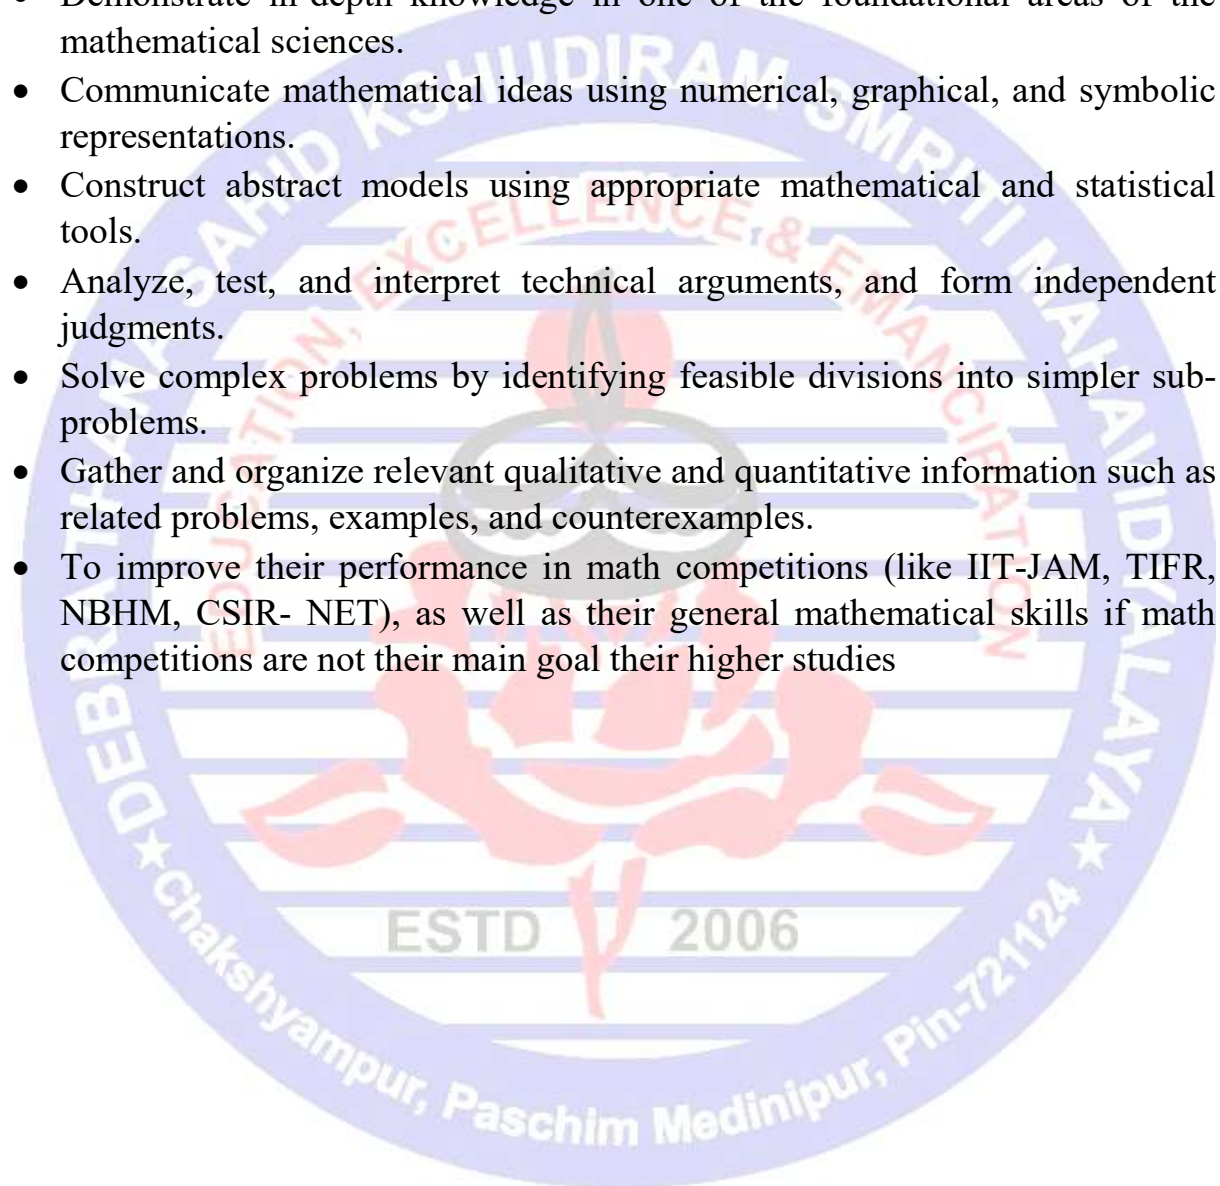 • Demonstrate in-depth knowledge in one of the foundational areas of the
mathematical sciences.
• Communicate mathematical ideas using numerical, graphical, and symbolic
representations.
• Construct abstract models using appropriate mathematical and statistical
tools.
• Analyze, test, and interpret technical arguments, and form independent
judgments.
• Solve complex problems by identifying feasible divisions into simpler sub-
problems.
• Gather and organize relevant qualitative and quantitative information such as
related problems, examples, and counterexamples.
• To improve their performance in math competitions (like IIT-JAM, TIFR,
NBHM, CSIR- NET), as well as their general mathematical skills if math
competitions are not their main goal their higher studies
DEBRA THANA SAHID KSHUDIRAM SMRITI MAHAVIDYALAYA
EDUCATION, EXCELLENCE & EMANCIPATION
ESTD 2006
★ Chakshyampur, Paschim Medinipur, Pin-721124 ★